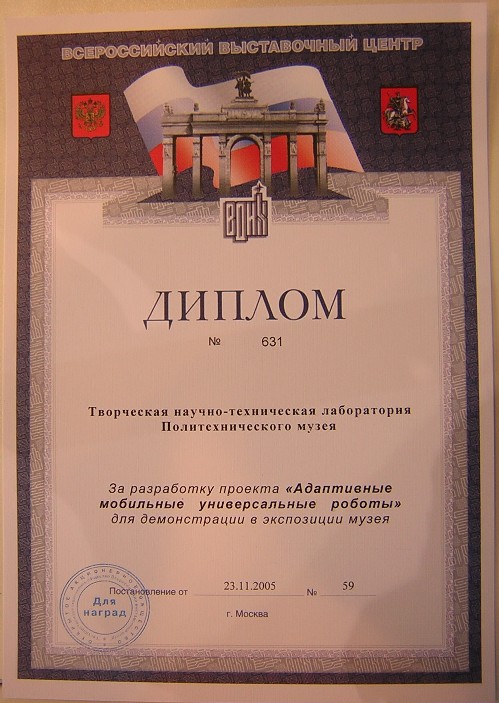 ВСЕРОССИЙСКИЙ ВЫСТАВОЧНЫЙ ЦЕНТР
ВДНХ
ДИПЛОМ
№ 631
Творческая научно-техническая лаборатория
Политехнического музея
За разработку проекта «Адаптивные
мобильные универсальные роботы»
для демонстрации в экспозиции музея
Постановление от 23.11.2005 № 59
г. Москва
Для
наград